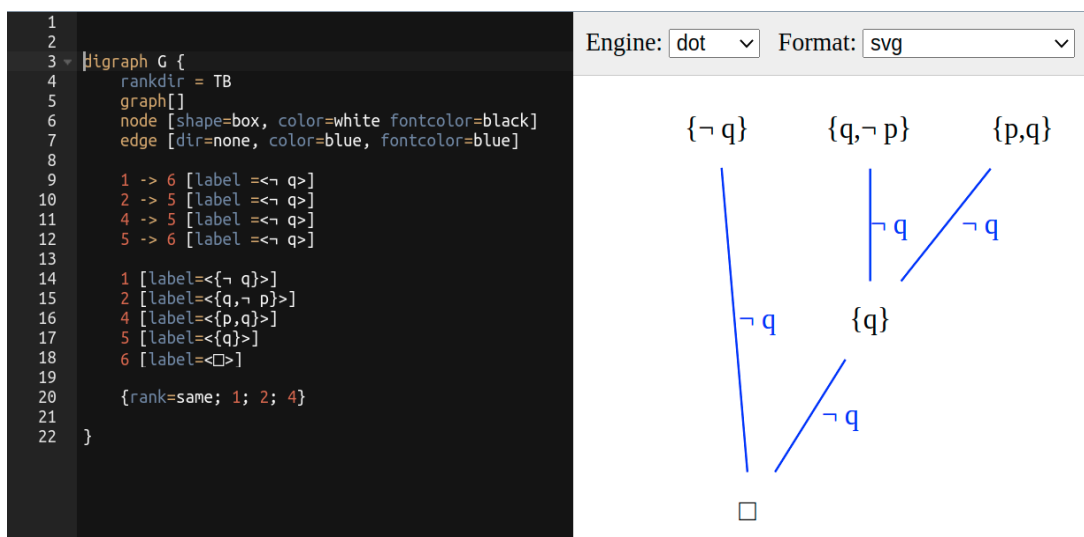 1
2
3 digraph G {
4 rankdir = TB
5 graph[]
6 node [shape=box, color=white fontcolor=black]
7 edge [dir=none, color=blue, fontcolor=blue]
8
9 1 -> 6 [label =<¬ q>]
10 2 -> 5 [label =<¬ q>]
11 4 -> 5 [label =<¬ q>]
12 5 -> 6 [label =<¬ q>]
13
14 1 [label=<{¬ q}>]
15 2 [label=<{q,¬ p}>]
16 4 [label=<{p,q}>]
17 5 [label=<{q}>]
18 6 [label=<□>]
19
20 {rank=same; 1; 2; 4}
21
22 }
Engine: dot Format: svg
{¬ q} {q,¬ p} {p,q}
¬ q ¬ q
¬ q {q}
¬ q
□